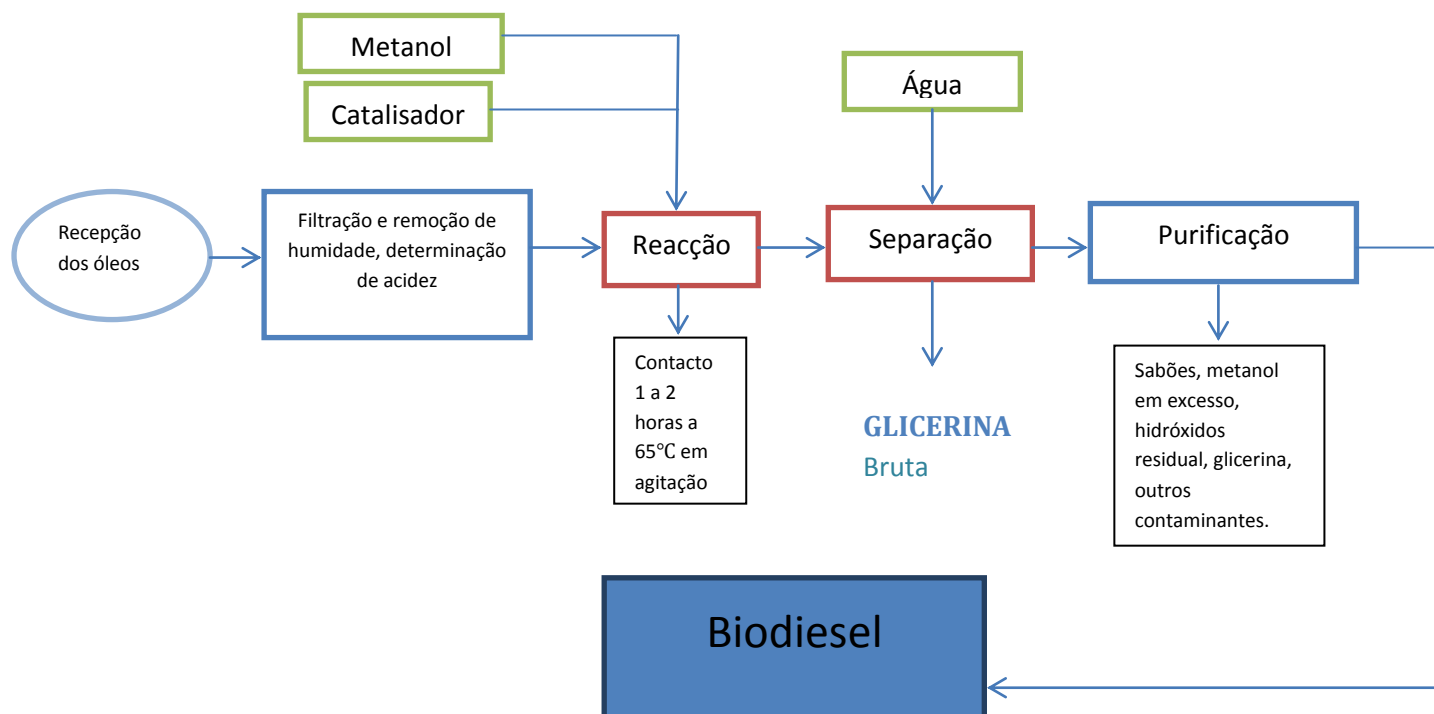 Metanol
Catalisador
Água
Recepção
dos óleos
Filtração e remoção de
humidade, determinação
de acidez
Reacção
Separação
Purificação
Contacto
1 a 2
horas a
65°C em
agitação
GLICERINA
Bruta
Sabões, metanol
em excesso,
hidróxidos
residual, glicerina,
outros
contaminantes.
Biodiesel